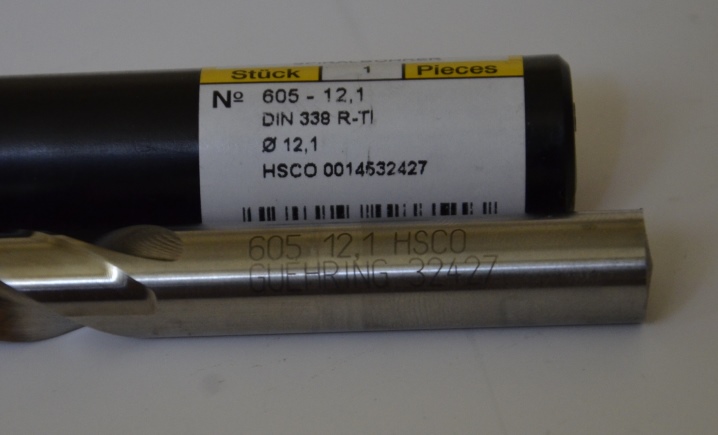 Stück 1 Pieces
Nº 605 - 12,1
DIN 338 R-TI
Ø 12,1
HSCO 0014532427
605 12,1 HSCO
GUEHRING 32427